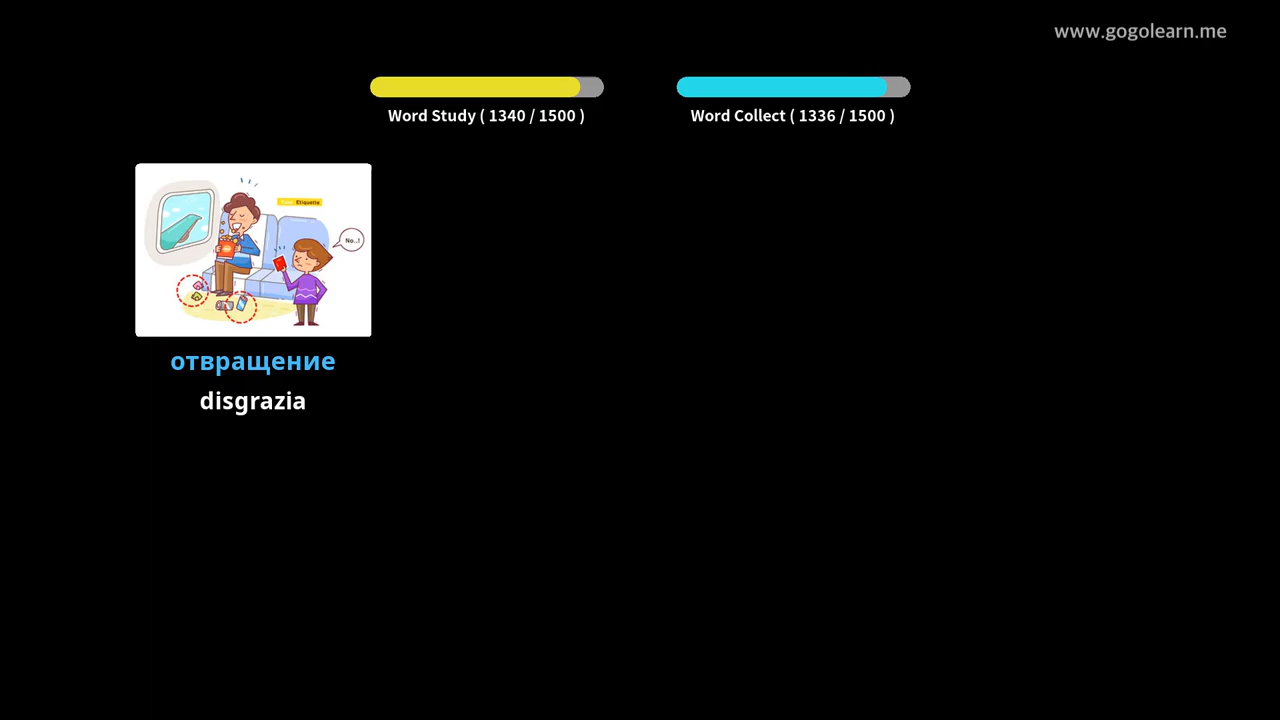 www.gogolearn.me
Word Study ( 1340 / 1500 )
Word Collect ( 1336 / 1500 )
Etiquette
No..!
отвращение
disgrazia